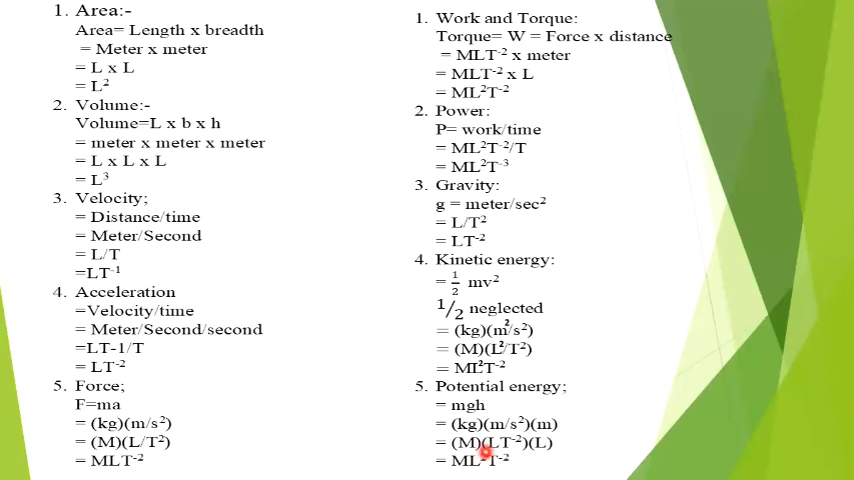 1. Area:-
Area= Length x breadth
= Meter x meter
= L x L
= L²
2. Volume:-
Volume=L x b x h
= meter x meter x meter
= L x L x L
= L³
3. Velocity;
= Distance/time
= Meter/Second
= L/T
=LT⁻¹
4. Acceleration
=Velocity/time
= Meter/Second/second
=LT-1/T
= LT⁻²
5. Force;
F=ma
= (kg)(m/s²)
= (M)(L/T²)
= MLT⁻²
1. Work and Torque:
Torque= W = Force x distance
= MLT⁻² x meter
= MLT⁻² x L
= ML²T⁻²
2. Power:
P= work/time
= ML²T⁻²/T
= ML²T⁻³
3. Gravity:
g = meter/sec²
= L/T²
= LT⁻²
4. Kinetic energy:
= 1/2 mv²
1/2 neglected
= (kg)(m²/s²)
= (M)(L²/T²)
= ML²T⁻²
5. Potential energy;
= mgh
= (kg)(m/s²)(m)
= (M)(LT⁻²)(L)
= ML²T⁻²